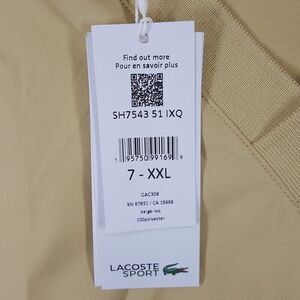 Find out more
Pour en savoir plus
SH7543 51 IXQ
1 95750 99169 9
7 - XXL
GAC308
EN 87651 / CA 15998
beige-ixq
100polyester
LACOSTE
SPORT